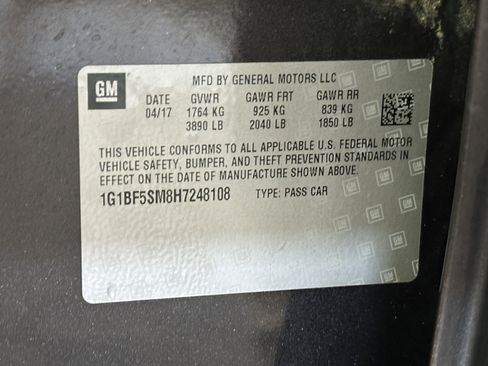 GM
MFD BY GENERAL MOTORS LLC
DATE GVWR GAWR FRT GAWR RR
04/17 1764 KG 925 KG 839 KG
3890 LB 2040 LB 1850 LB
THIS VEHICLE CONFORMS TO ALL APPLICABLE U.S. FEDERAL MOTOR
VEHICLE SAFETY, BUMPER, AND THEFT PREVENTION STANDARDS IN
EFFECT ON THE DATE OF MANUFACTURE SHOWN ABOVE.
1G1BF5SM8H7248108 TYPE: PASS CAR